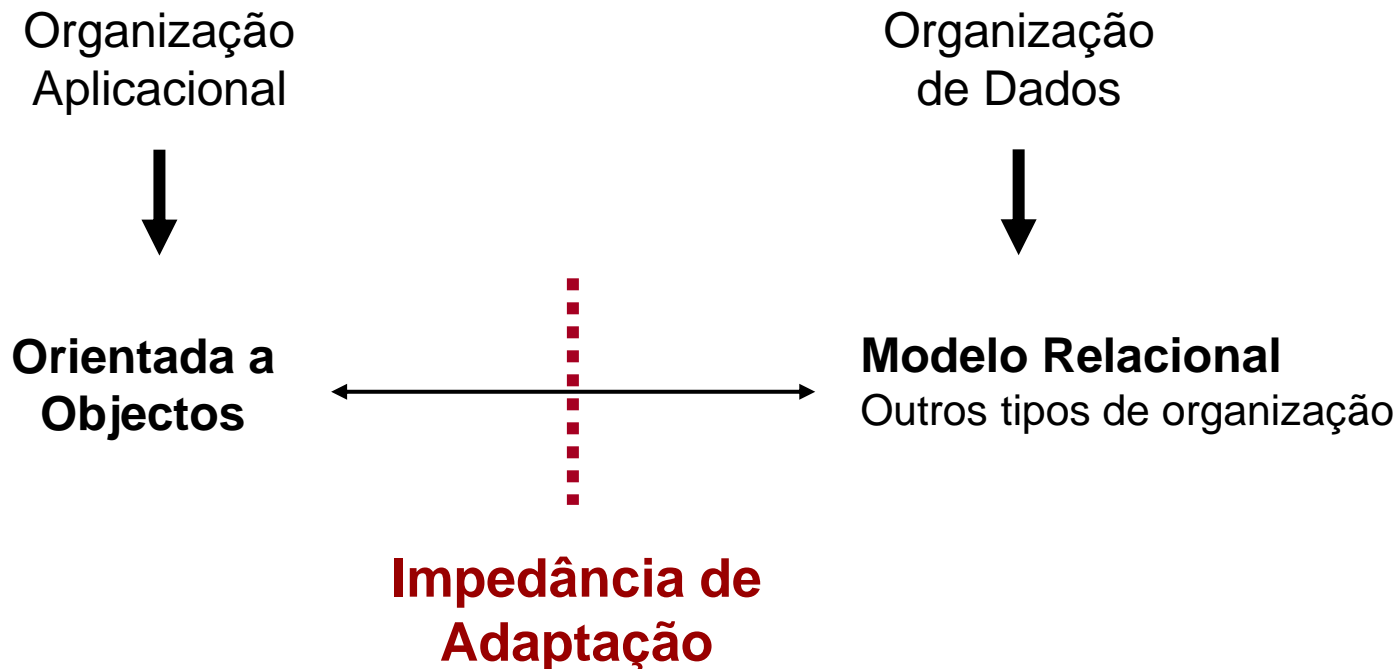 Organização
Aplicacional
Organização
de Dados
Orientada a
Objectos
Modelo Relacional
Outros tipos de organização
Impedância de
Adaptação